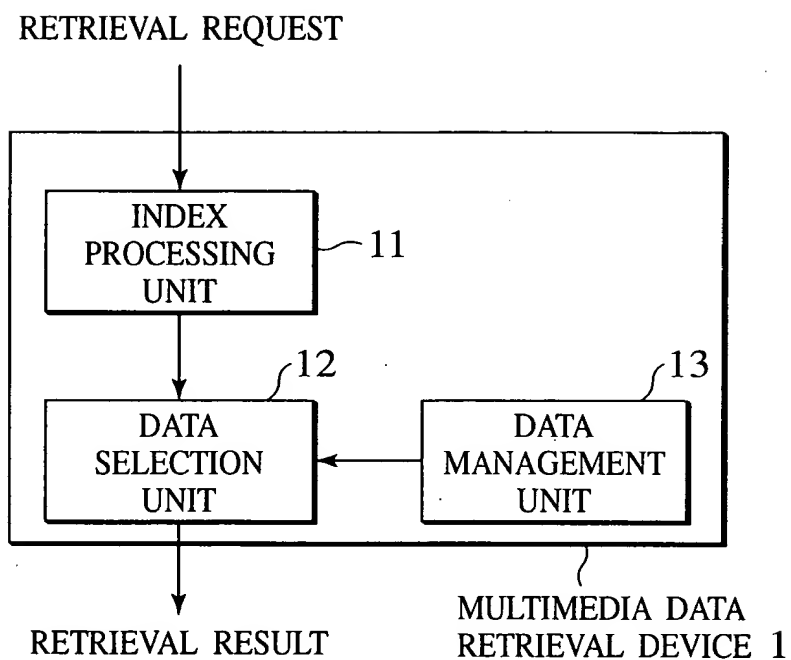 RETRIEVAL REQUEST
INDEX
PROCESSING
UNIT
11
12
13
DATA
SELECTION
UNIT
DATA
MANAGEMENT
UNIT
RETRIEVAL RESULT
MULTIMEDIA DATA
RETRIEVAL DEVICE 1